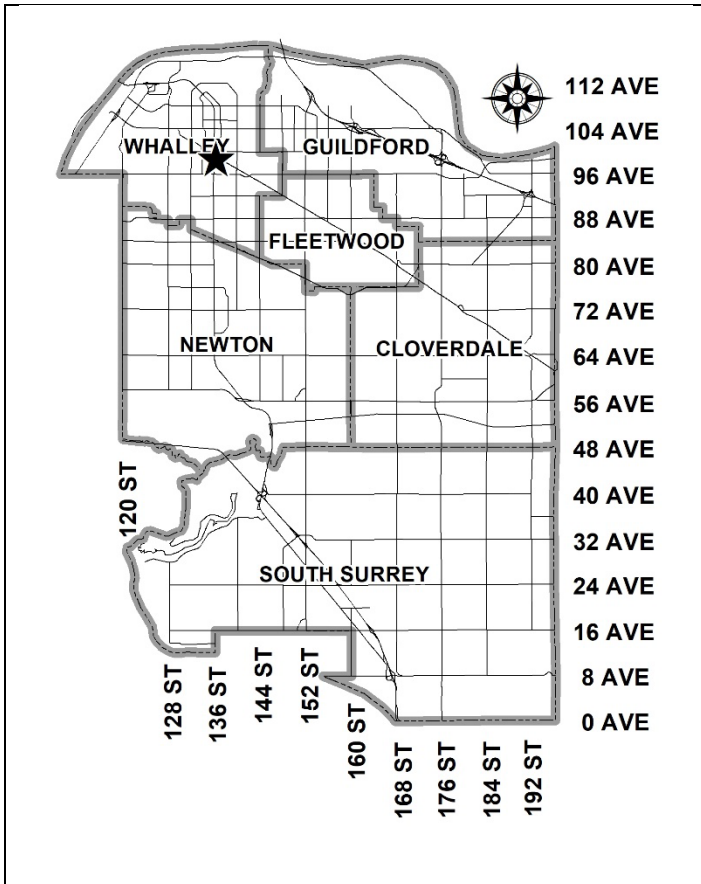 112 AVE
104 AVE
WHALLEY
GUILDFORD
96 AVE
88 AVE
FLEETWOOD
80 AVE
72 AVE
NEWTON
CLOVERDALE
64 AVE
56 AVE
48 AVE
120 ST
40 AVE
32 AVE
SOUTH SURREY
24 AVE
16 AVE
8 AVE
0 AVE
128 ST
136 ST
144 ST
152 ST
160 ST
168 ST
176 ST
184 ST
192 ST